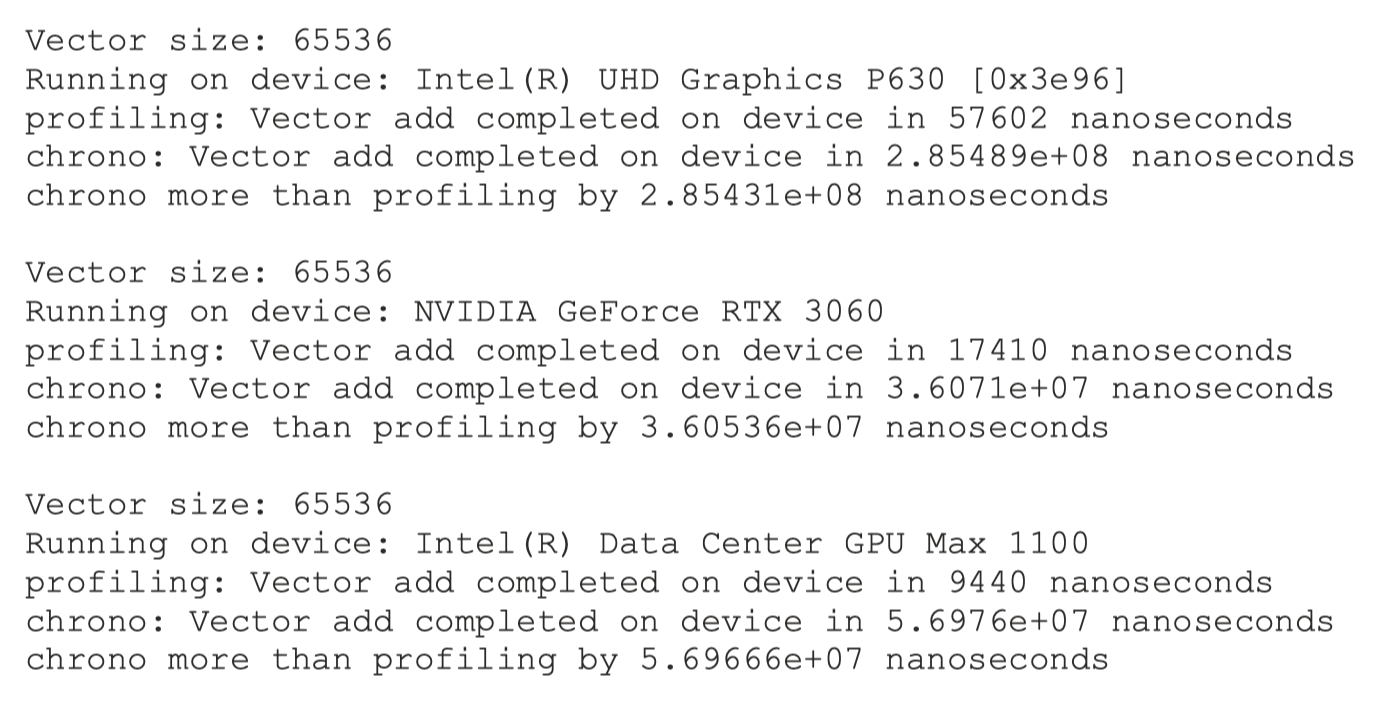 Vector size: 65536
Running on device: Intel(R) UHD Graphics P630 [0x3e96]
profiling: Vector add completed on device in 57602 nanoseconds
chrono: Vector add completed on device in 2.85489e+08 nanoseconds
chrono more than profiling by 2.85431e+08 nanoseconds

Vector size: 65536
Running on device: NVIDIA GeForce RTX 3060
profiling: Vector add completed on device in 17410 nanoseconds
chrono: Vector add completed on device in 3.6071e+07 nanoseconds
chrono more than profiling by 3.60536e+07 nanoseconds

Vector size: 65536
Running on device: Intel(R) Data Center GPU Max 1100
profiling: Vector add completed on device in 9440 nanoseconds
chrono: Vector add completed on device in 5.6976e+07 nanoseconds
chrono more than profiling by 5.69666e+07 nanoseconds